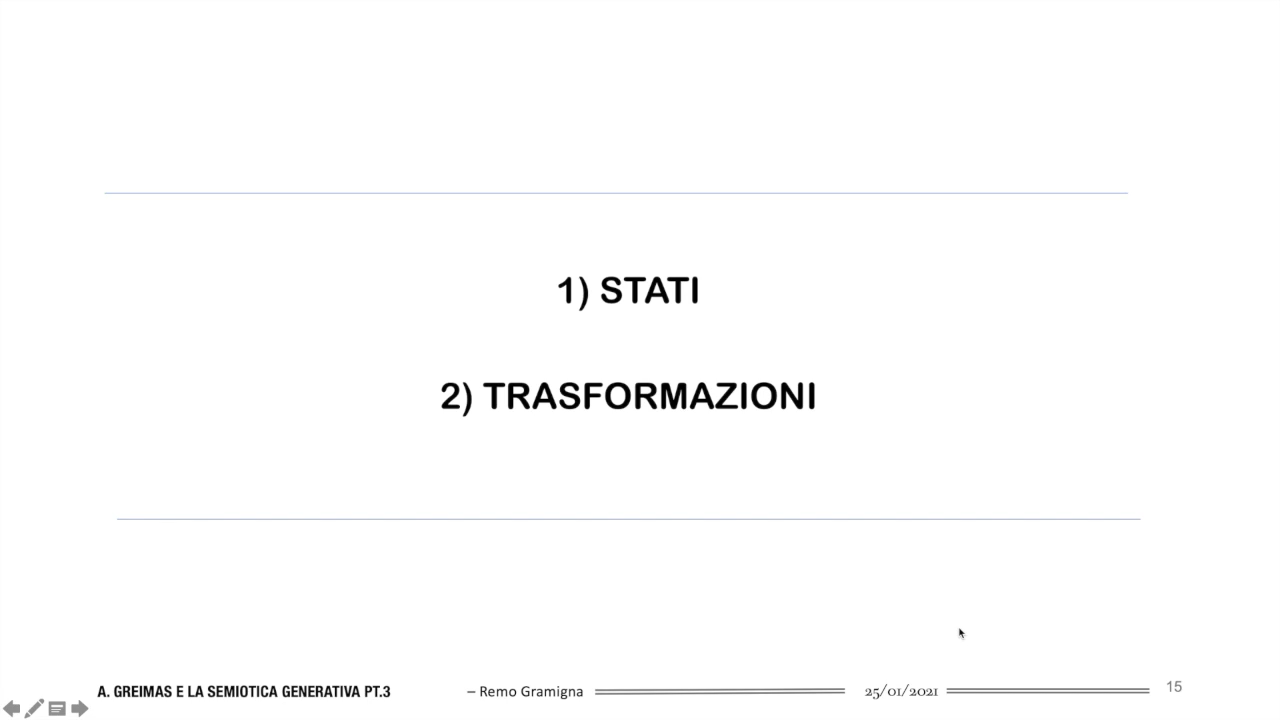 1) STATI
2) TRASFORMAZIONI
A. GREIMAS E LA SEMIOTICA GENERATIVA PT.3 – Remo Gramigna 25/01/2021 15